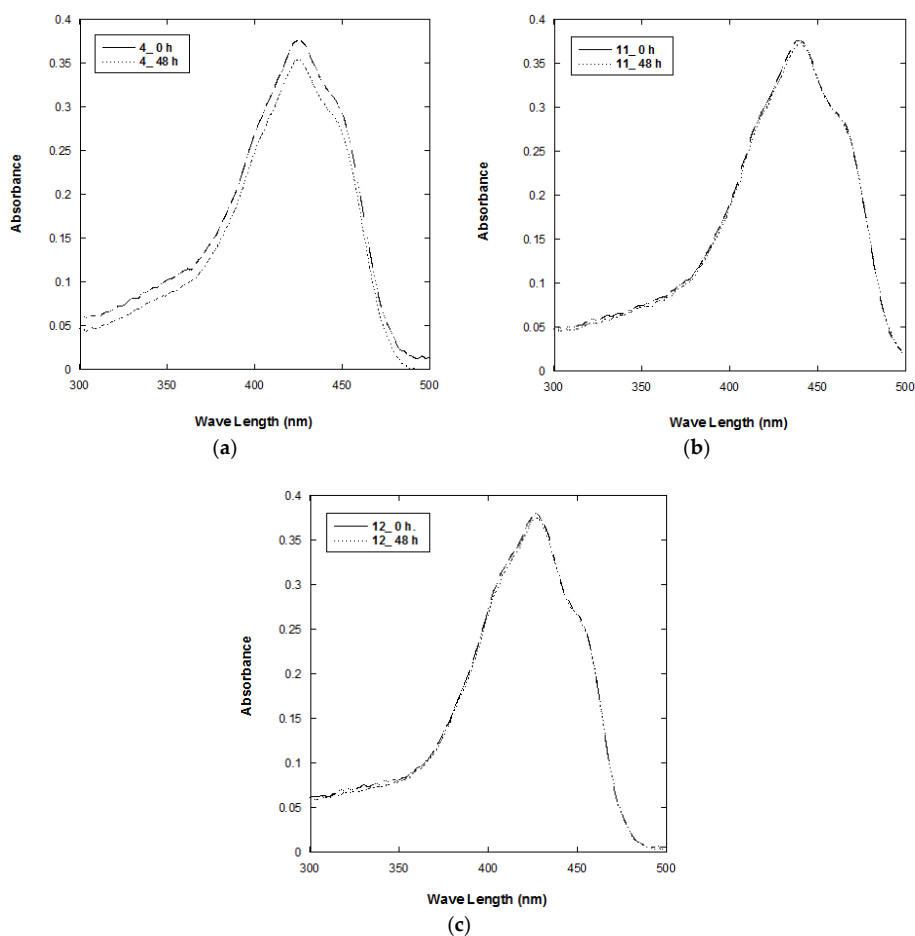 0.4
0.35
0.3
0.25
0.2
0.15
0.1
0.05
0
Absorbance
4_ 0 h
4_ 48 h
300 350 400 450 500
Wave Length (nm)
(a)
0.4
0.35
0.3
0.25
0.2
0.15
0.1
0.05
0
Absorbance
11_ 0 h
11_ 48 h
300 350 400 450 500
Wave Length (nm)
(b)
0.4
0.35
0.3
0.25
0.2
0.15
0.1
0.05
0
Absorbance
12_ 0 h .
12_ 48 h
300 350 400 450 500
Wave Length (nm)
(c)